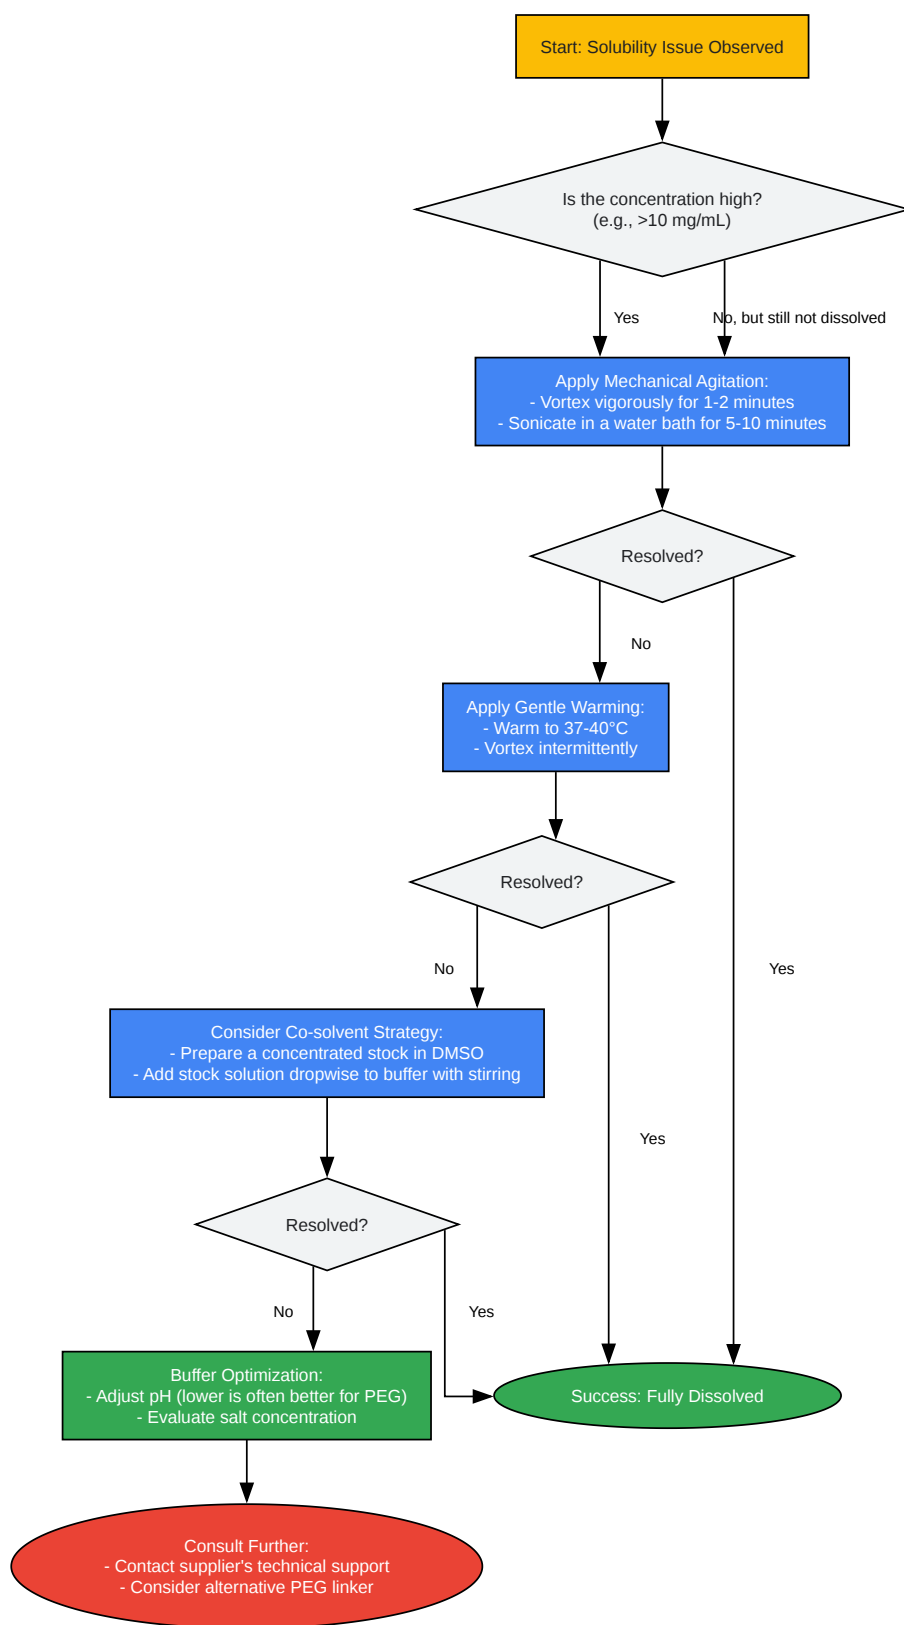 Start: Solubility Issue Observed
Is the concentration high?
(e.g., >10 mg/mL)
Yes
No, but still not dissolved
Apply Mechanical Agitation:
- Vortex vigorously for 1-2 minutes
- Sonicate in a water bath for 5-10 minutes
Resolved?
No
Apply Gentle Warming:
- Warm to 37-40°C
- Vortex intermittently
Resolved?
No
Yes
Consider Co-solvent Strategy:
- Prepare a concentrated stock in DMSO
- Add stock solution dropwise to buffer with stirring
Yes
Resolved?
No
Yes
Buffer Optimization:
- Adjust pH (lower is often better for PEG)
- Evaluate salt concentration
Success: Fully Dissolved
Consult Further:
- Contact supplier's technical support
- Consider alternative PEG linker